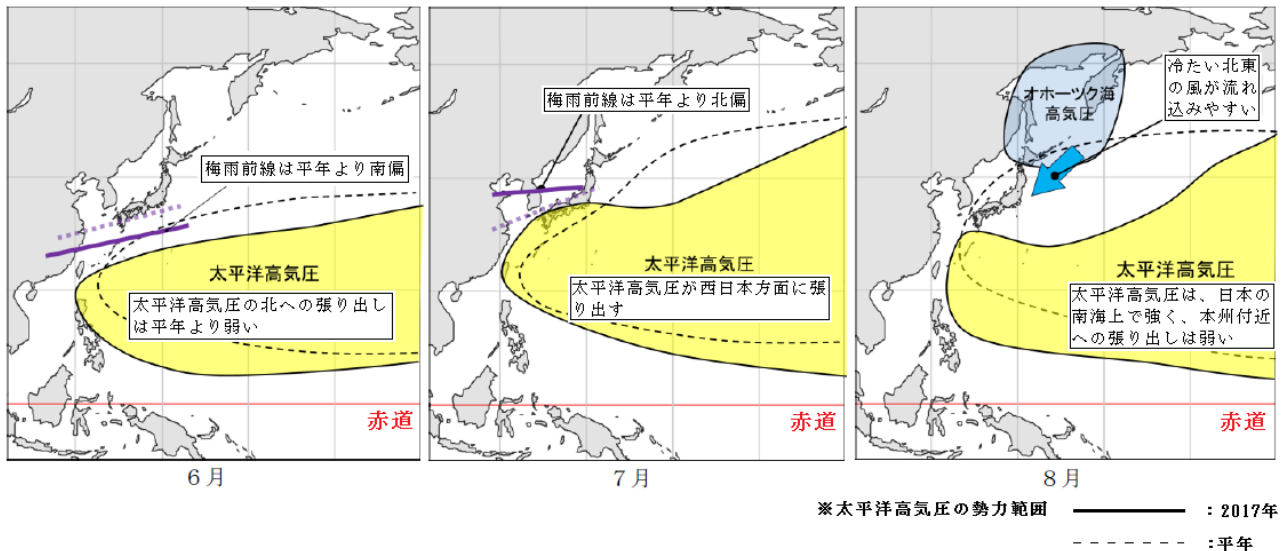 梅雨前線は平年より南偏
太平洋高気圧
太平洋高気圧の北への張り出し
は平年より弱い
赤道
6月
梅雨前線は平年より北偏
太平洋高気圧
太平洋高気圧が西日本方面に張
り出す
赤道
7月
冷たい北東
の風が流れ
込みやすい
オホーツク海
高気圧
太平洋高気圧
太平洋高気圧は、日本の
南海上で強く、本州付近
への張り出しは弱い
赤道
8月
※太平洋高気圧の勢力範囲 ：2017年
：平年